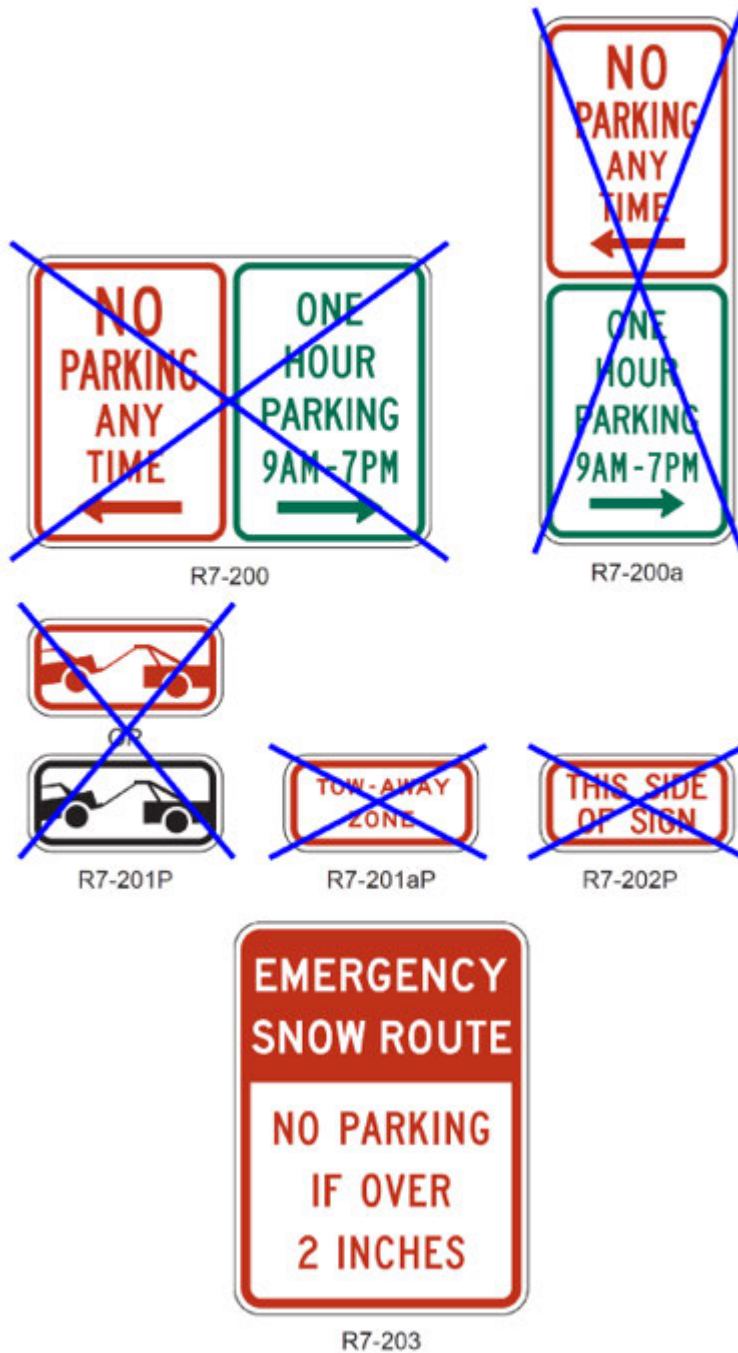 NO
PARKING
ANY
TIME
R7-200a
ONE
HOUR
PARKING
9AM-7PM
NO
PARKING
ANY
TIME
ONE
HOUR
PARKING
9AM-7PM
R7-200
OR
R7-201P
TOW-AWAY
ZONE
R7-201aP
THIS SIDE
OF SIGN
R7-202P
EMERGENCY
SNOW ROUTE
NO PARKING
IF OVER
2 INCHES
R7-203